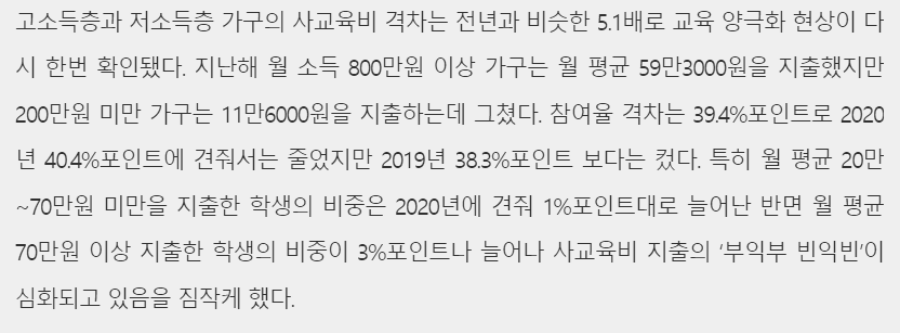 고소득층과 저소득층 가구의 사교육비 격차는 전년과 비슷한 5.1배로 교육 양극화 현상이 다
시 한번 확인됐다. 지난해 월 소득 800만원 이상 가구는 월 평균 59만3000원을 지출했지만
200만원 미만 가구는 11만6000원을 지출하는데 그쳤다. 참여율 격차는 39.4%포인트로 2020
년 40.4%포인트에 견줘서는 줄었지만 2019년 38.3%포인트 보다는 컸다. 특히 월 평균 20만
~70만원 미만을 지출한 학생의 비중은 2020년에 견줘 1%포인트대로 늘어난 반면 월 평균
70만원 이상 지출한 학생의 비중이 3%포인트나 늘어나 사교육비 지출의 ‘부익부 빈익빈’이
심화되고 있음을 짐작케 했다.